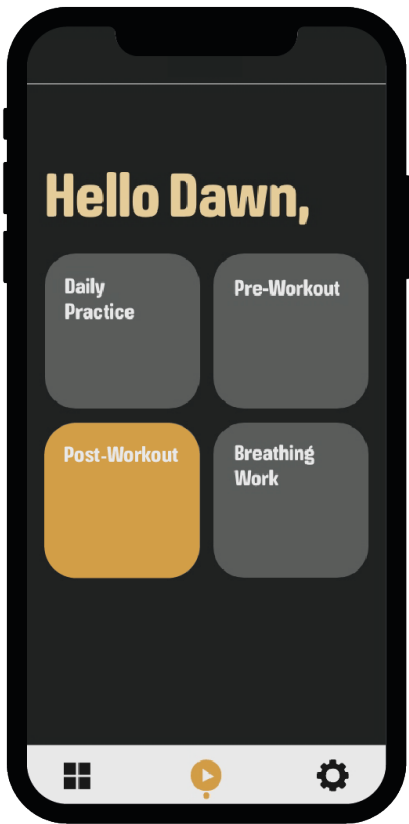 Hello Dawn,
Daily
Practice
Pre-Workout
Post-Workout
Breathing
Work